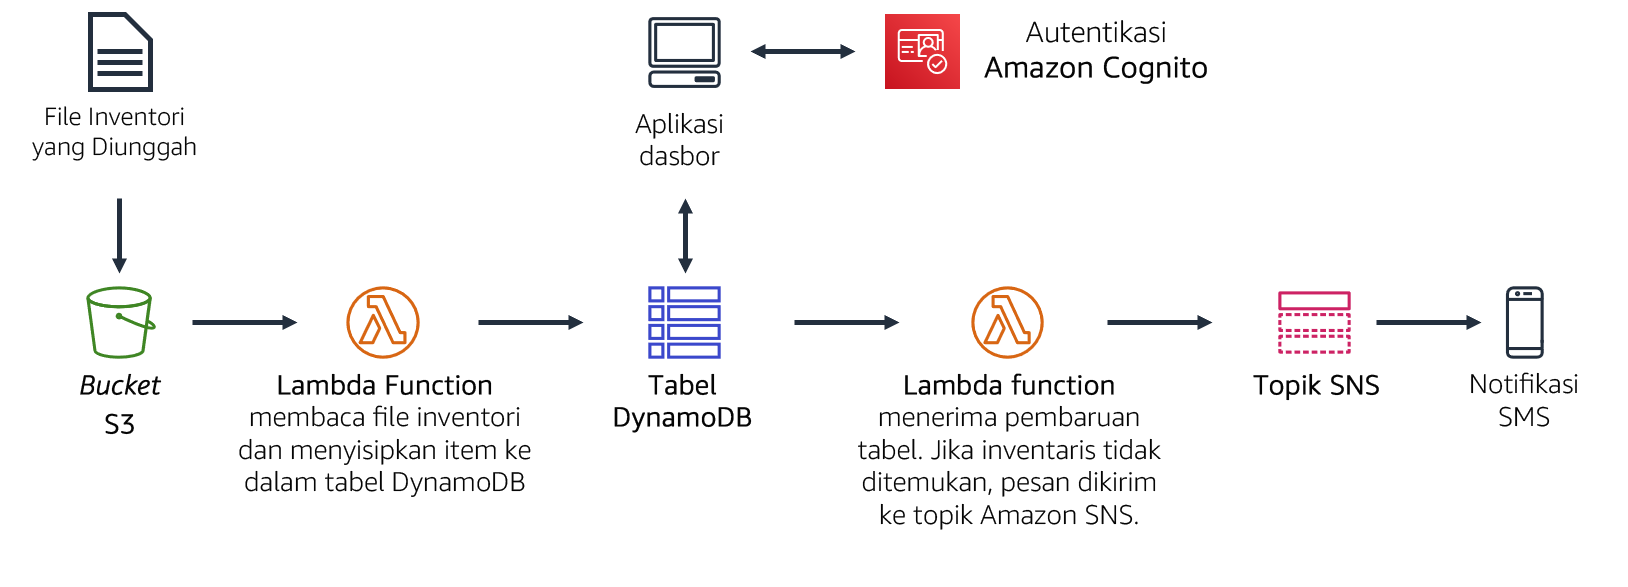 File Inventori
yang Diunggah
Aplikasi
dasbor
Autentikasi
Amazon Cognito
Bucket
S3
Lambda Function
membaca file inventori
dan menyisipkan item ke
dalam tabel DynamoDB
Tabel
DynamoDB
Lambda function
menerima pembaruan
tabel. Jika inventaris tidak
ditemukan, pesan dikirim
ke topik Amazon SNS.
Topik SNS
Notifikasi
SMS